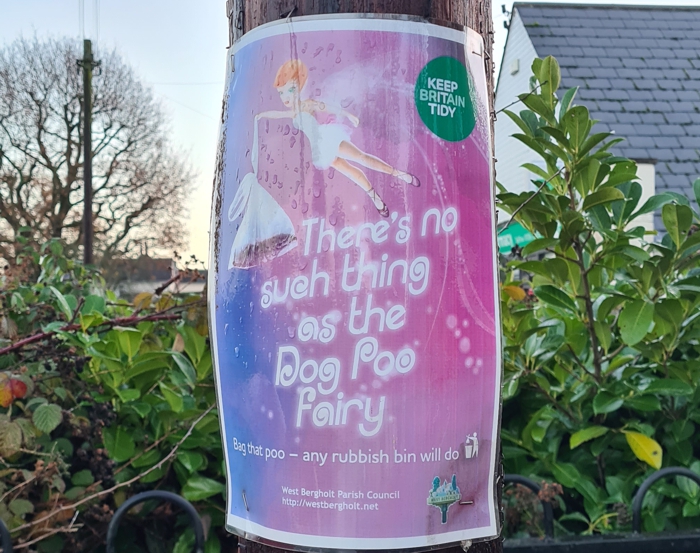 KEEP
BRITAIN
TIDY
There's no
such thing
as the
Dog Poo
Fairy
Bag that poo – any rubbish bin will do
West Bergholt Parish Council
http://westbergholt.net